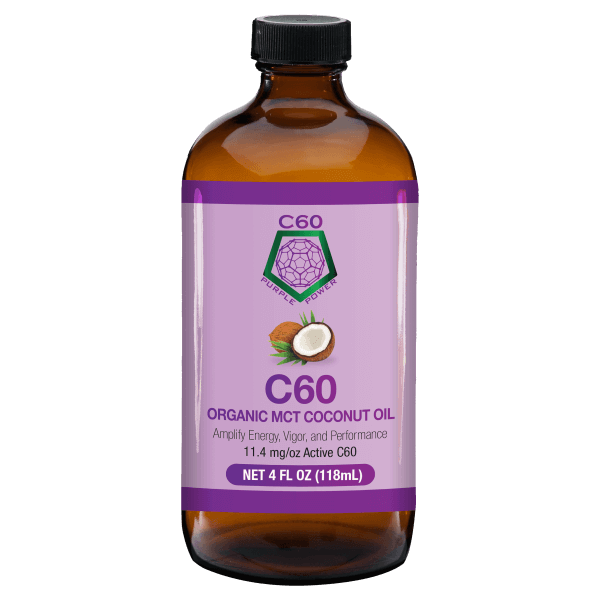 C60
PURPLE POWER
C60
ORGANIC MCT COCONUT OIL
Amplify Energy, Vigor, and Performance
11.4 mg/oz Active C60
NET 4 FL OZ (118mL)